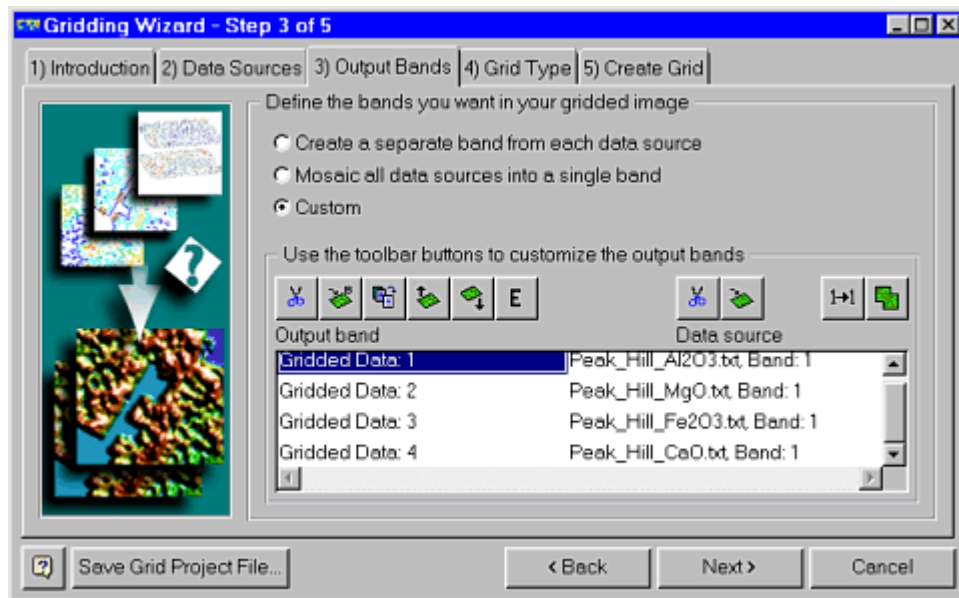 Gridding Wizard - Step 3 of 5
1) Introduction 2) Data Sources 3) Output Bands 4) Grid Type 5) Create Grid
Define the bands you want in your gridded image
Create a separate band from each data source
Mosaic all data sources into a single band
Custom
Use the toolbar buttons to customize the output bands
E 1→1
Output band Data source
Gridded Data: 1 Peak_Hill_Al2O3.txt, Band: 1
Gridded Data: 2 Peak_Hill_MgO.txt, Band: 1
Gridded Data: 3 Peak_Hill_Fe2O3.txt, Band: 1
Gridded Data: 4 Peak_Hill_CaO.txt, Band: 1
Save Grid Project File... < Back Next > Cancel